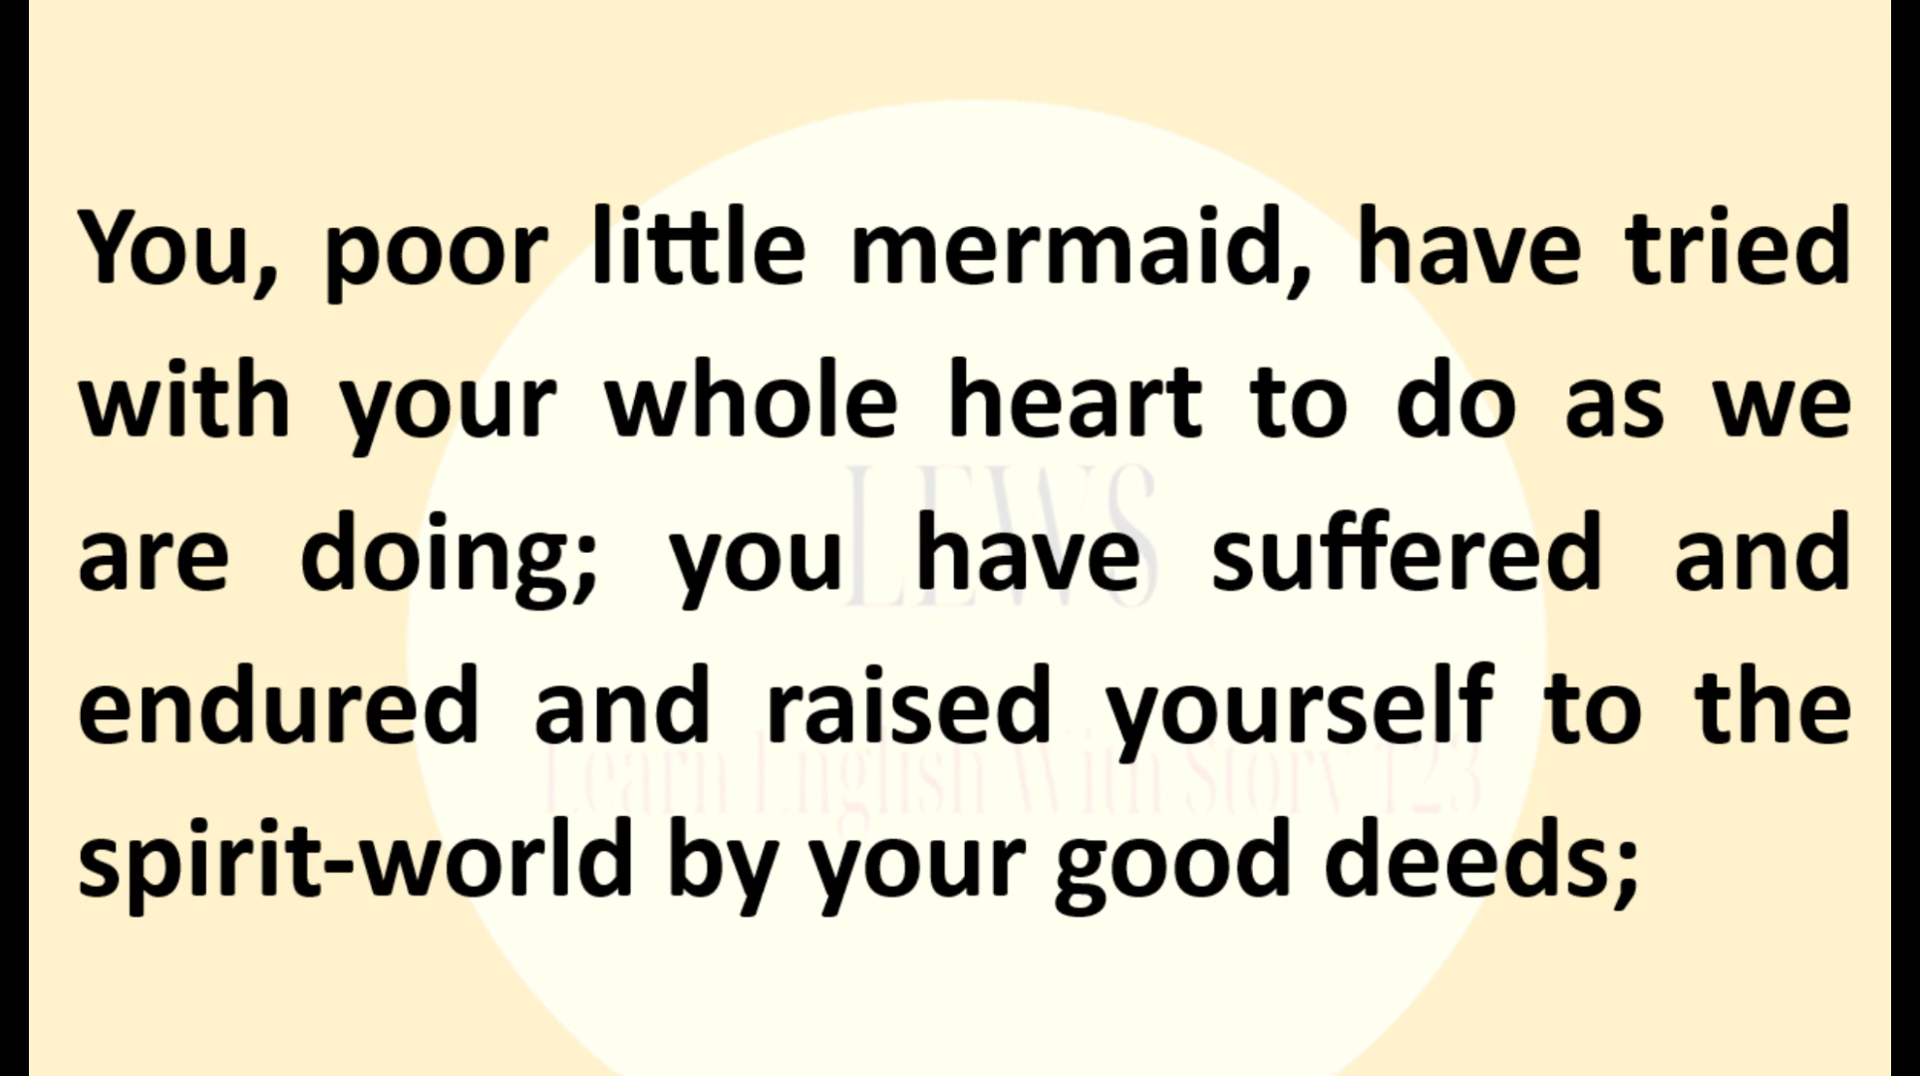 You, poor little mermaid, have tried
with your whole heart to do as we
are doing; you have suffered and
endured and raised yourself to the
spirit-world by your good deeds;
LEWS
Learn English With Story 123